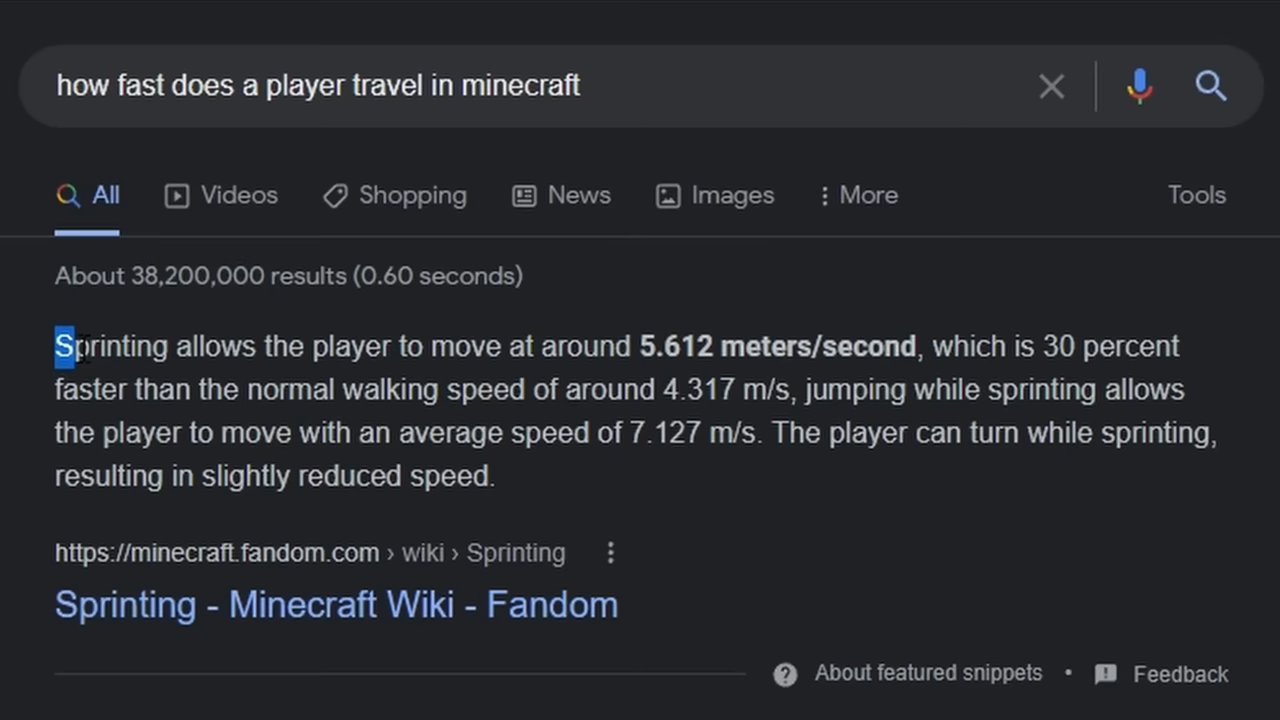 how fast does a player travel in minecraft
All Videos Shopping News Images More Tools
About 38,200,000 results (0.60 seconds)
Sprinting allows the player to move at around 5.612 meters/second, which is 30 percent
faster than the normal walking speed of around 4.317 m/s, jumping while sprinting allows
the player to move with an average speed of 7.127 m/s. The player can turn while sprinting,
resulting in slightly reduced speed.
https://minecraft.fandom.com › wiki › Sprinting
Sprinting - Minecraft Wiki - Fandom
About featured snippets • Feedback